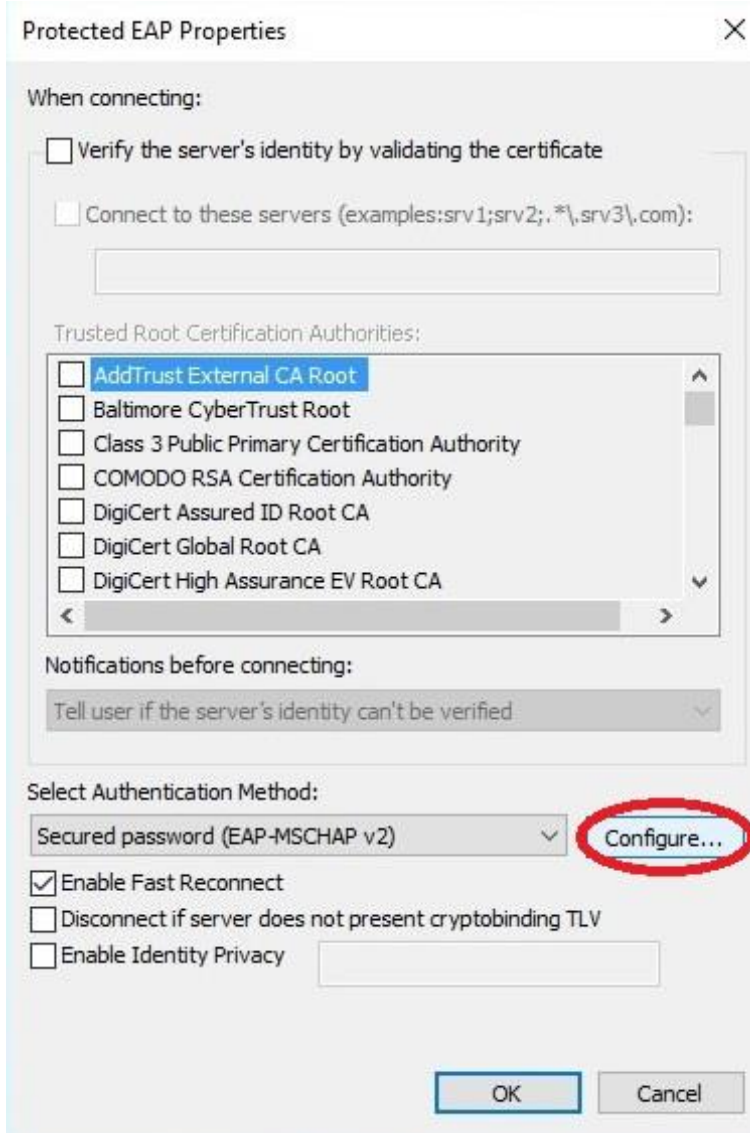 Protected EAP Properties
When connecting:
Verify the server's identity by validating the certificate
Connect to these servers (examples:srv1;srv2;.*\.srv3\.com):
Trusted Root Certification Authorities:
AddTrust External CA Root
Baltimore CyberTrust Root
Class 3 Public Primary Certification Authority
COMODO RSA Certification Authority
DigiCert Assured ID Root CA
DigiCert Global Root CA
DigiCert High Assurance EV Root CA
Notifications before connecting:
Tell user if the server's identity can't be verified
Select Authentication Method:
Secured password (EAP-MSCHAP v2) Configure...
Enable Fast Reconnect
Disconnect if server does not present cryptobinding TLV
Enable Identity Privacy
OK Cancel